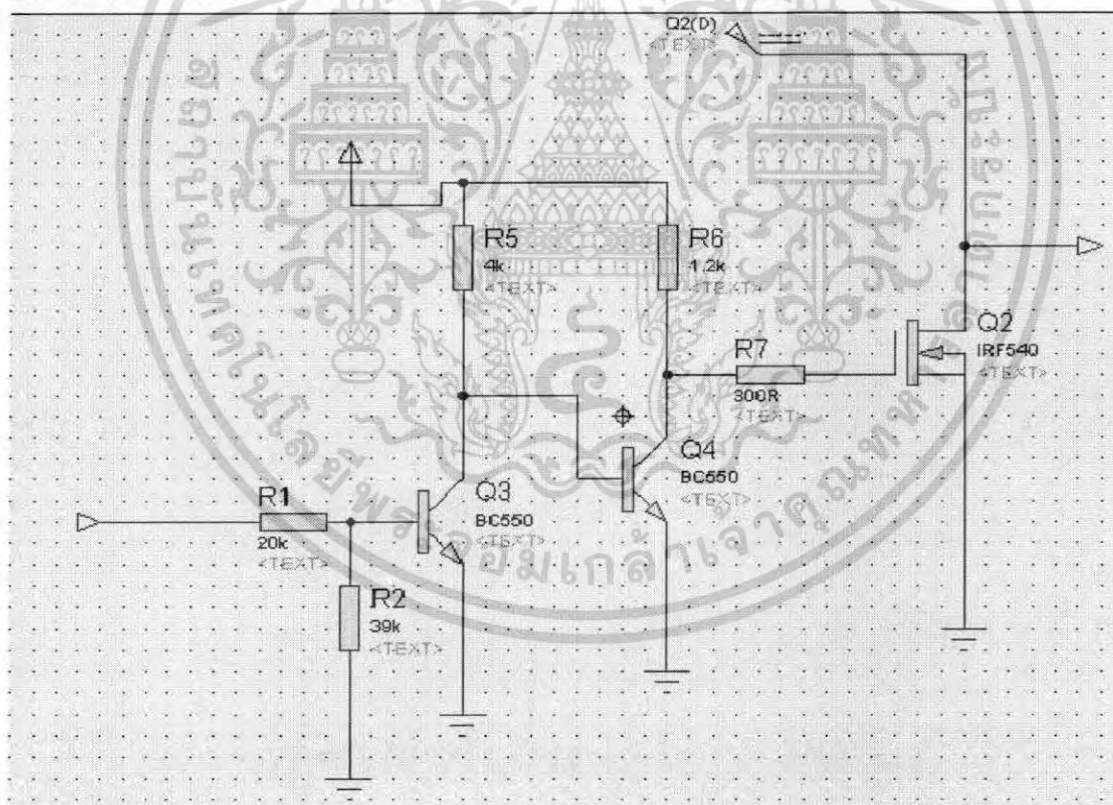 Q2(D)
<TEXT>
R5
4k
<TEXT>
R6
1.2k
<TEXT>
R7
300R
<TEXT>
Q2
IRF540
<TEXT>
Q4
BC550
<TEXT>
Q3
BC550
<TEXT>
R1
20k
<TEXT>
R2
39k
<TEXT>